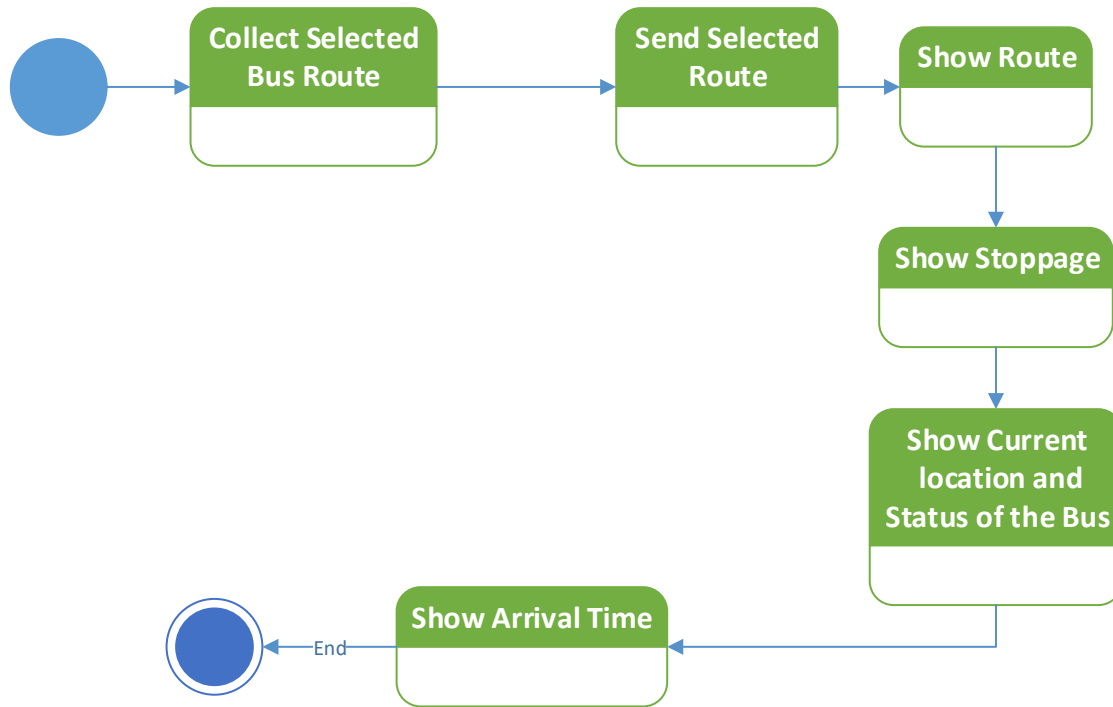 Collect Selected
Bus Route
Send Selected
Route
Show Route
Show Stoppage
Show Current
location and
Status of the Bus
Show Arrival Time
End